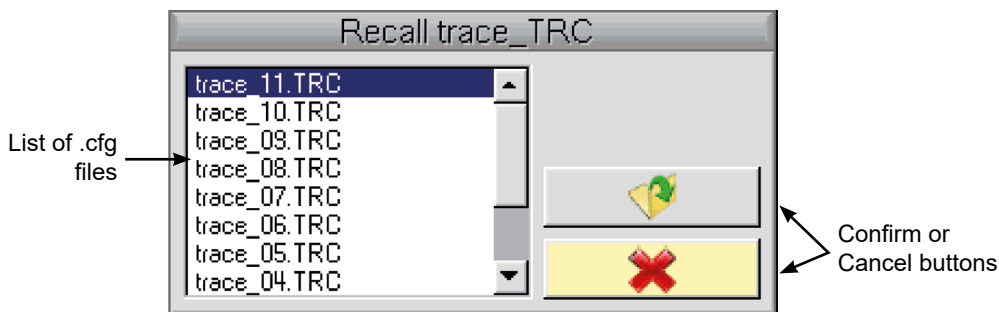 Recall trace_TRC
trace_11.TRC
trace_10.TRC
trace_09.TRC
trace_08.TRC
trace_07.TRC
trace_06.TRC
trace_05.TRC
trace_04.TRC
List of .cfg
files
Confirm or
Cancel buttons